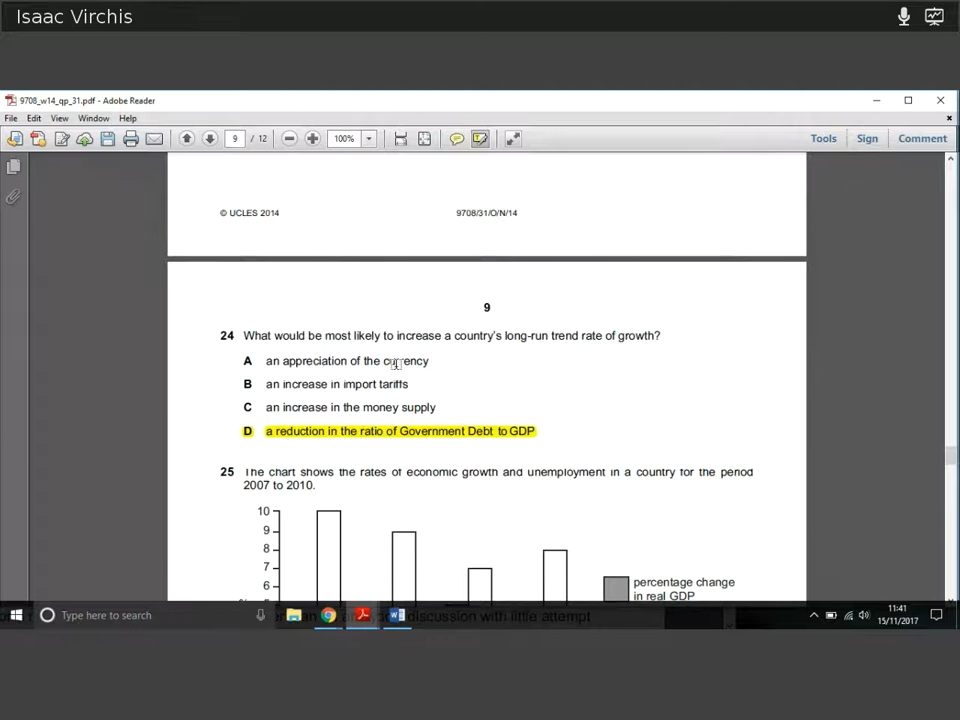 Isaac Virchis
9708_w14_qp_31.pdf - Adobe Reader
File Edit View Window Help
9 / 12 100% Tools Sign Comment
© UCLES 2014 9708/31/O/N/14
9
24 What would be most likely to increase a country's long-run trend rate of growth?
A an appreciation of the currency
B an increase in import tariffs
C an increase in the money supply
D a reduction in the ratio of Government Debt to GDP
25 The chart shows the rates of economic growth and unemployment in a country for the period
2007 to 2010.
10
9
8
7
6
percentage change
in real GDP
Type here to search
discussion with little attempt
11:41
15/11/2017